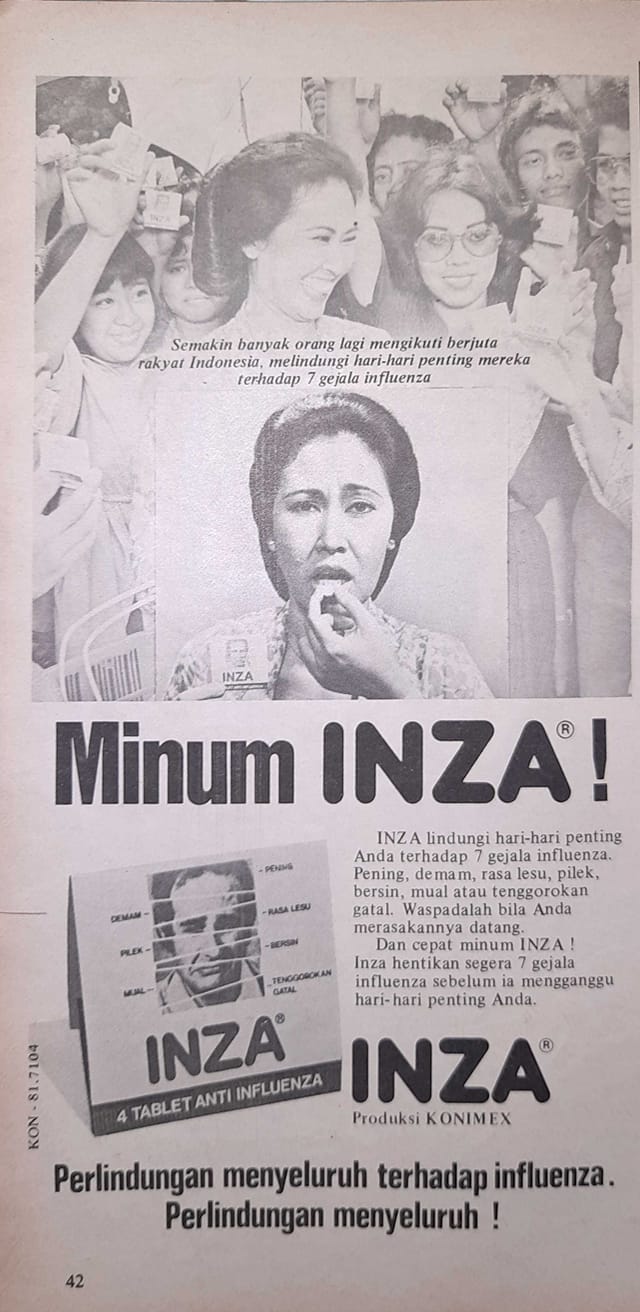 Semakin banyak orang lagi mengikuti berjuta
rakyat Indonesia, melindungi hari-hari penting mereka
terhadap 7 gejala influenza
INZA
Minum INZA® !
INZA lindungi hari-hari penting
Anda terhadap 7 gejala influenza.
Pening, demam, rasa lesu, pilek,
bersin, mual atau tenggorokan
gatal. Waspadalah bila Anda
merasakannya datang.
Dan cepat minum INZA !
Inza hentikan segera 7 gejala
influenza sebelum ia mengganggu
hari-hari penting Anda.
- PENING
DEMAM -
- RASA LESU
PILEK -
- BERSIN
MUAL -
- TENGGOROKAN
GATAL
INZA®
4 TABLET ANTI INFLUENZA
INZA®
Produksi KONIMEX
KON - 81.7104
Perlindungan menyeluruh terhadap influenza.
Perlindungan menyeluruh !
42